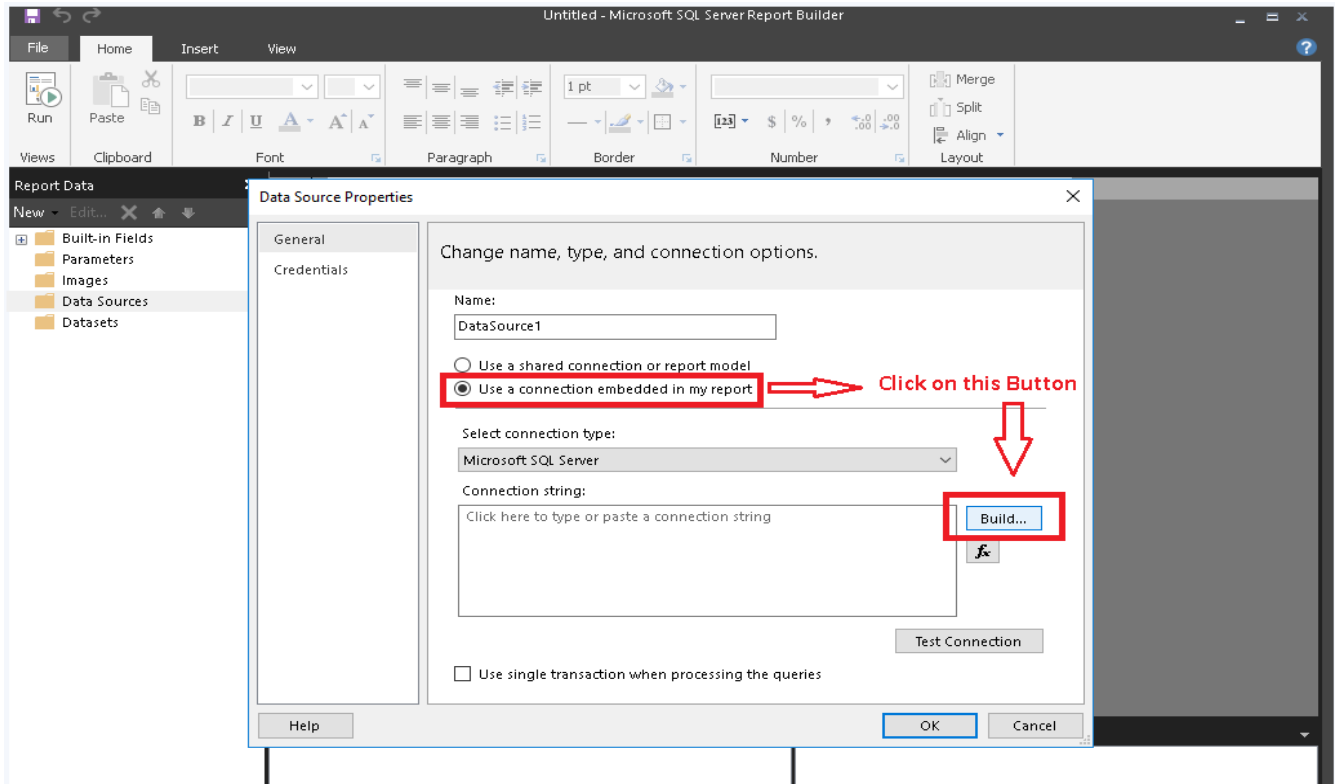 Untitled - Microsoft SQL Server Report Builder
File Home Insert View
Run
Paste
1 pt
Merge
Split
Align
B I U A A A
123 $ % , .00 .00
Views Clipboard Font Paragraph Border Number Layout
Report Data
New Edit...
Built-in Fields
Parameters
Images
Data Sources
Datasets
Data Source Properties
General
Credentials
Change name, type, and connection options.
Name:
DataSource1
Use a shared connection or report model
Use a connection embedded in my report
Click on this Button
Select connection type:
Microsoft SQL Server
Connection string:
Click here to type or paste a connection string
Build...
fx
Test Connection
Use single transaction when processing the queries
Help
OK
Cancel